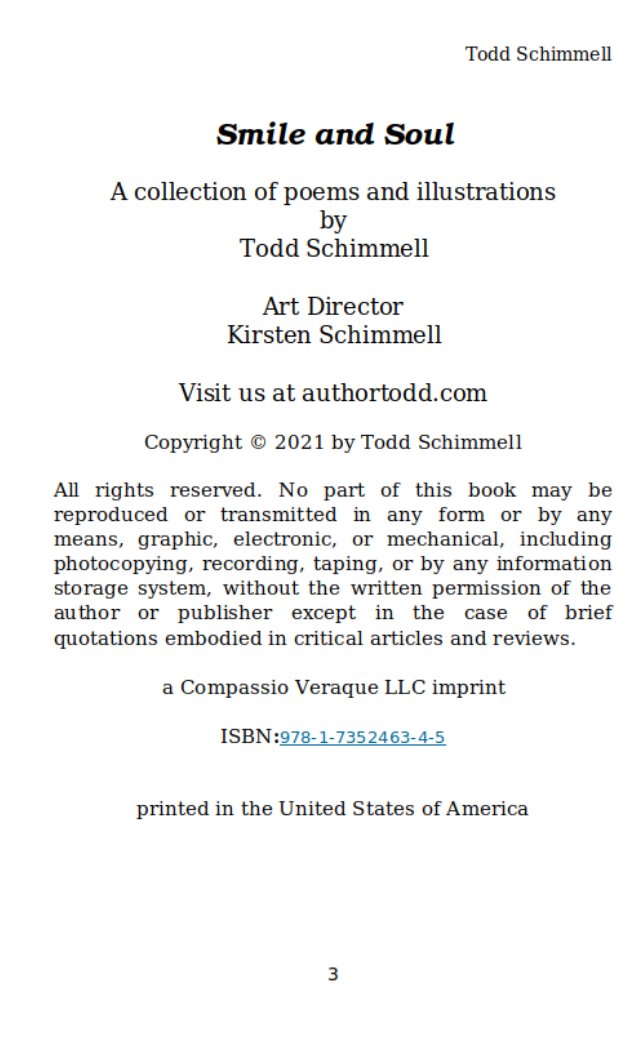 Todd Schimmell
Smile and Soul
A collection of poems and illustrations
by
Todd Schimmell
Art Director
Kirsten Schimmell
Visit us at authortodd.com
Copyright © 2021 by Todd Schimmell
All rights reserved. No part of this book may be
reproduced or transmitted in any form or by any
means, graphic, electronic, or mechanical, including
photocopying, recording, taping, or by any information
storage system, without the written permission of the
author or publisher except in the case of brief
quotations embodied in critical articles and reviews.
a Compassio Veraque LLC imprint
ISBN:978-1-7352463-4-5
printed in the United States of America
3